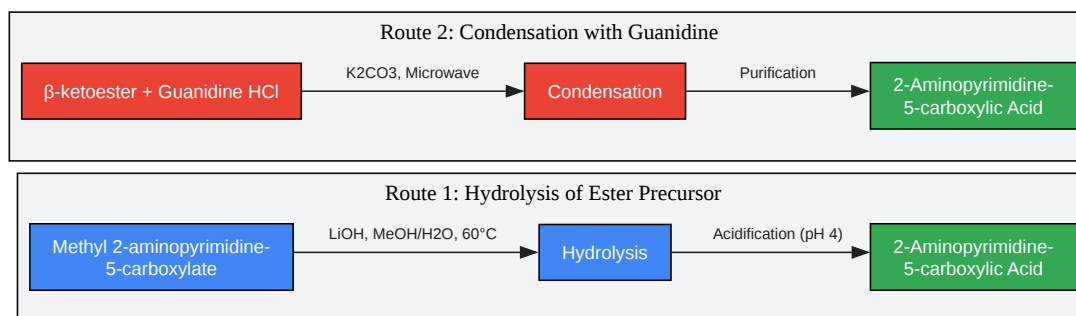 Route 2: Condensation with Guanidine
β-ketoester + Guanidine HCl
K2CO3, Microwave
Condensation
Purification
2-Aminopyrimidine-
5-carboxylic Acid
Route 1: Hydrolysis of Ester Precursor
Methyl 2-aminopyrimidine-
5-carboxylate
LiOH, MeOH/H2O, 60°C
Hydrolysis
Acidification (pH 4)
2-Aminopyrimidine-
5-carboxylic Acid